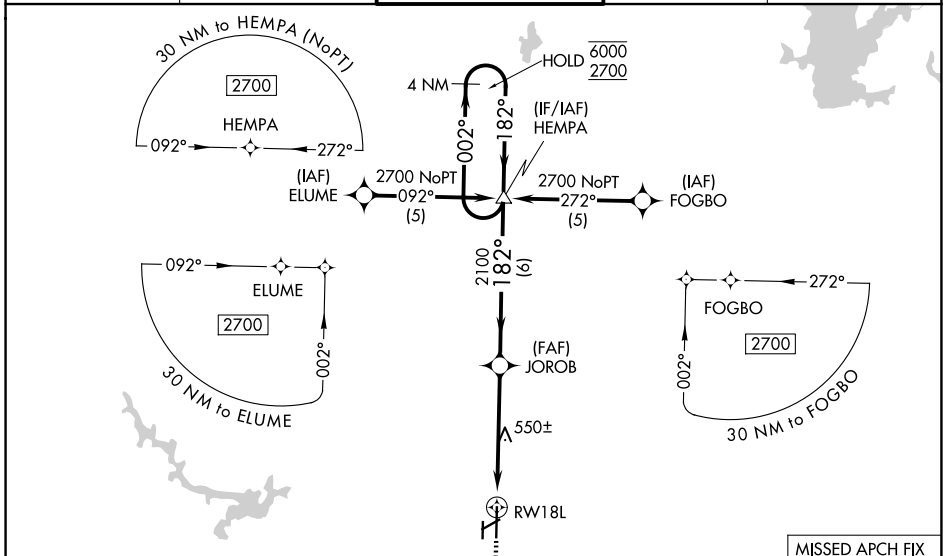 30 NM to HEMPA (NoPT)
2700
HEMPA
092°
272°
4 NM
HOLD
6000
2700
002°
182°
(IF/IAF)
HEMPA
(IAF)
ELUME
2700 NoPT
092°
(5)
2700 NoPT
272°
(5)
(IAF)
FOGBO
2100
182°
(6)
092°
ELUME
2700
002°
30 NM to ELUME
272°
FOGBO
2700
002°
30 NM to FOGBO
(FAF)
JOROB
550±
RW18L
MISSED APCH FIX